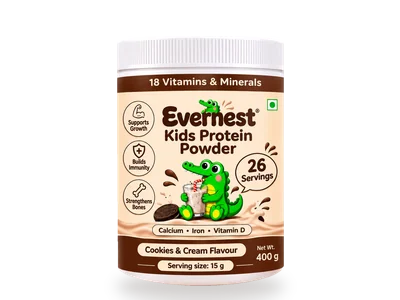 18 Vitamins & Minerals
Evernest®
Kids Protein
Powder
Supports
Growth
Builds
Immunity
Strengthens
Bones
26
Servings
Calcium • Iron • Vitamin D
Cookies & Cream Flavour
Serving size: 15 g
Net Wt.
400 g